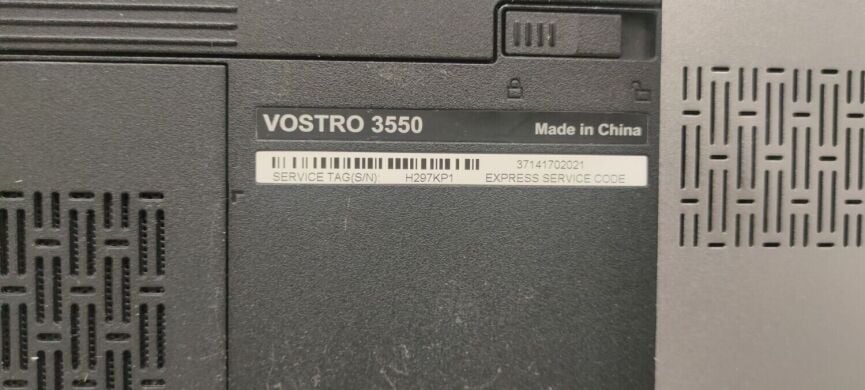 VOSTRO 3550 Made in China
37141702021
SERVICE TAG(S/N): H297KP1 EXPRESS SERVICE CODE